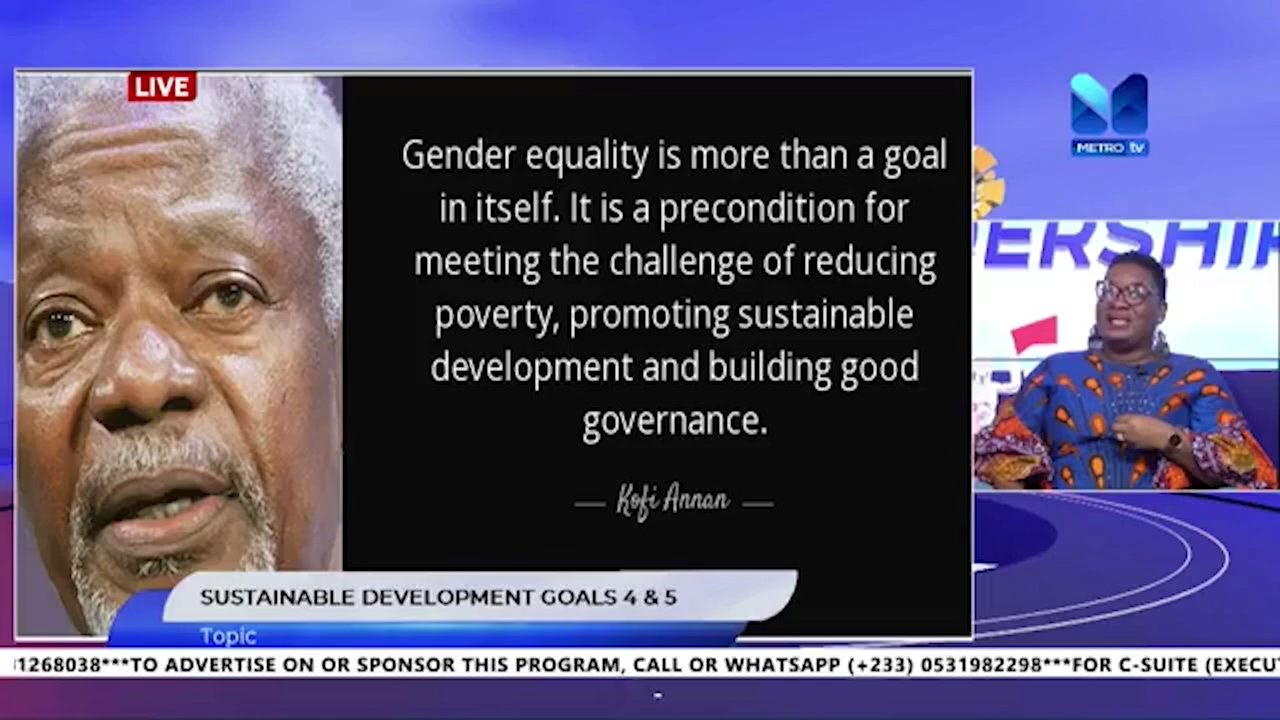 LIVE
Gender equality is more than a goal
in itself. It is a precondition for
meeting the challenge of reducing
poverty, promoting sustainable
development and building good
governance.
Kofi Annan
METRO tv
ERSHIP
SUSTAINABLE DEVELOPMENT GOALS 4 & 5
Topic
1268038***TO ADVERTISE ON OR SPONSOR THIS PROGRAM, CALL OR WHATSAPP (+233) 0531982298***FOR C-SUITE (EXECU